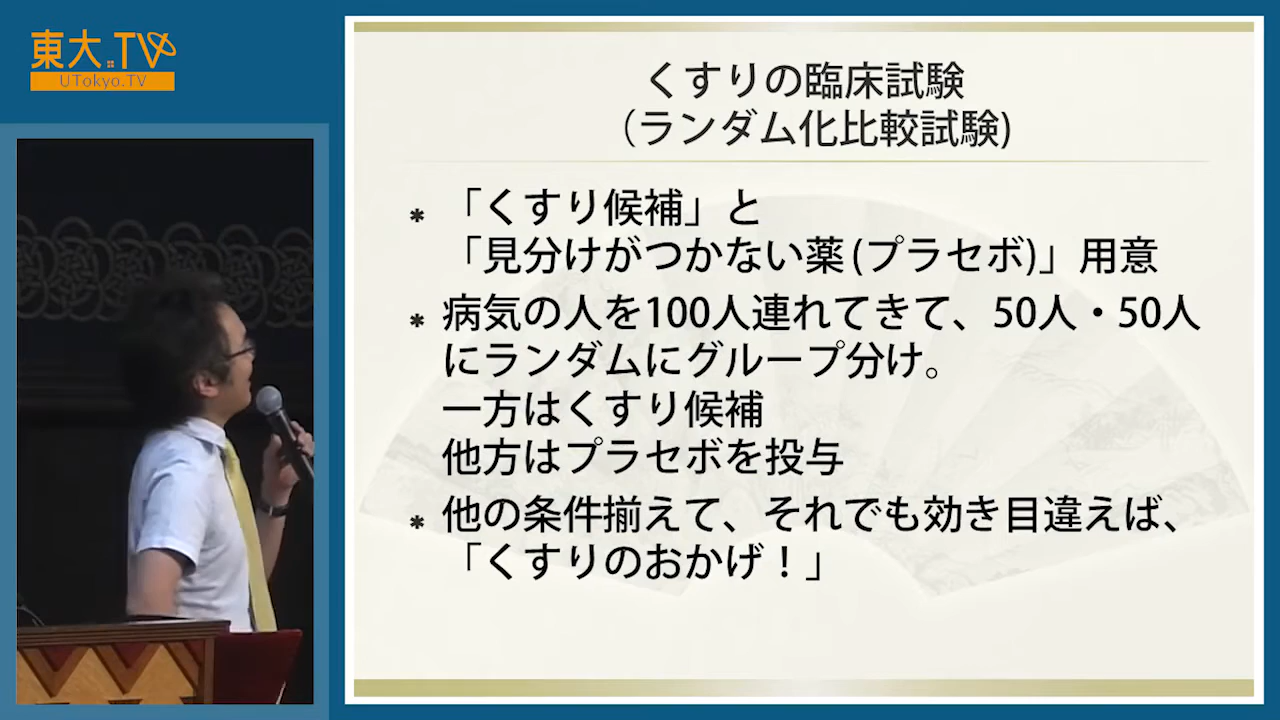 東大.TV
UTokyo.TV
くすりの臨床試験
(ランダム化比較試験)
「くすり候補」と
「見分けがつかない薬(プラセボ)」用意
病気の人を100人連れてきて、50人・50人
にランダムにグループ分け。
一方はくすり候補
他方はプラセボを投与
他の条件揃えて、それでも効き目違えば、
「くすりのおかげ！」